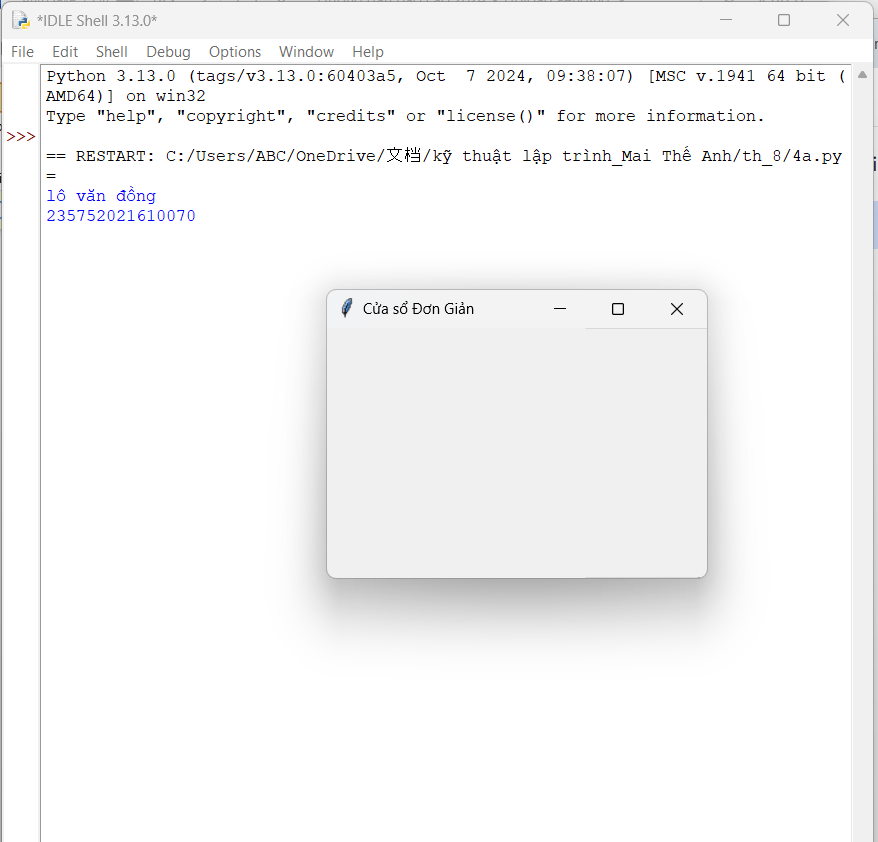 *IDLE Shell 3.13.0*
File Edit Shell Debug Options Window Help
Python 3.13.0 (tags/v3.13.0:60403a5, Oct  7 2024, 09:38:07) [MSC v.1941 64 bit (
AMD64)] on win32
Type "help", "copyright", "credits" or "license()" for more information.
>>>
== RESTART: C:/Users/ABC/OneDrive/文档/kỹ thuật lập trình_Mai Thế Anh/th_8/4a.py
=
lô văn đồng
235752021610070
Cửa sổ Đơn Giản